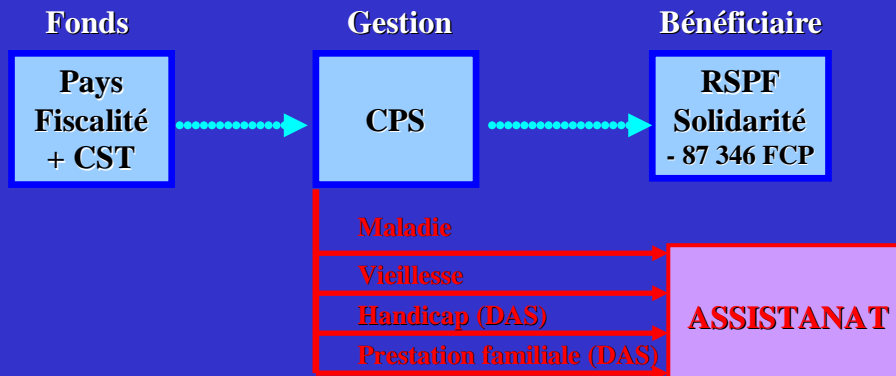 Fonds
Gestion
Bénéficiaire
Pays
Fiscalité
+ CST
CPS
RSPF
Solidarité
- 87 346 FCP
Maladie
Vieillesse
Handicap (DAS)
Prestation familiale (DAS)
ASSISTANAT